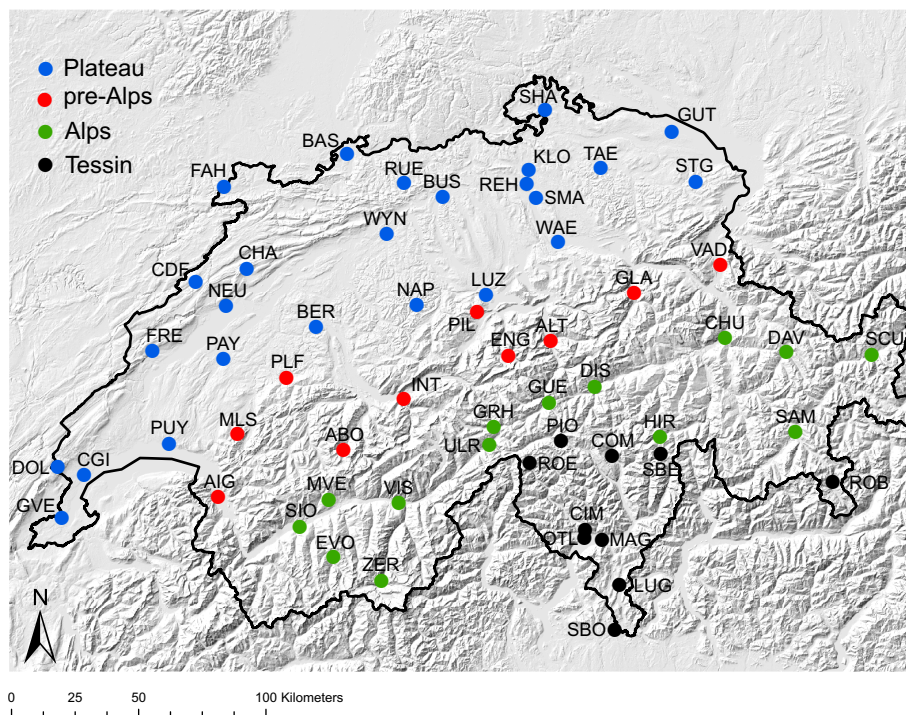 Plateau
pre-Alps
Alps
Tessin
SHA
GUT
BAS
KLO
TAE
FAH
RUE
BUS
REH
STG
SMA
WYN
WAE
CHA
VAD
CDF
GLA
NEU
NAP
LUZ
BER
PIL
ALT
CHU
FRE
PAY
ENG
DAV
SCU
PLF
INT
DIS
GUE
MLS
GRH
PUY
ABO
ULR
PIO
COM
HIR
SAM
DOL
CGI
ROE
SBE
AIG
MVE
VIS
ROB
GVE
SIO
CIM
OTL
MAG
EVO
ZER
LUG
N
SBO
0 25 50 100 Kilometers